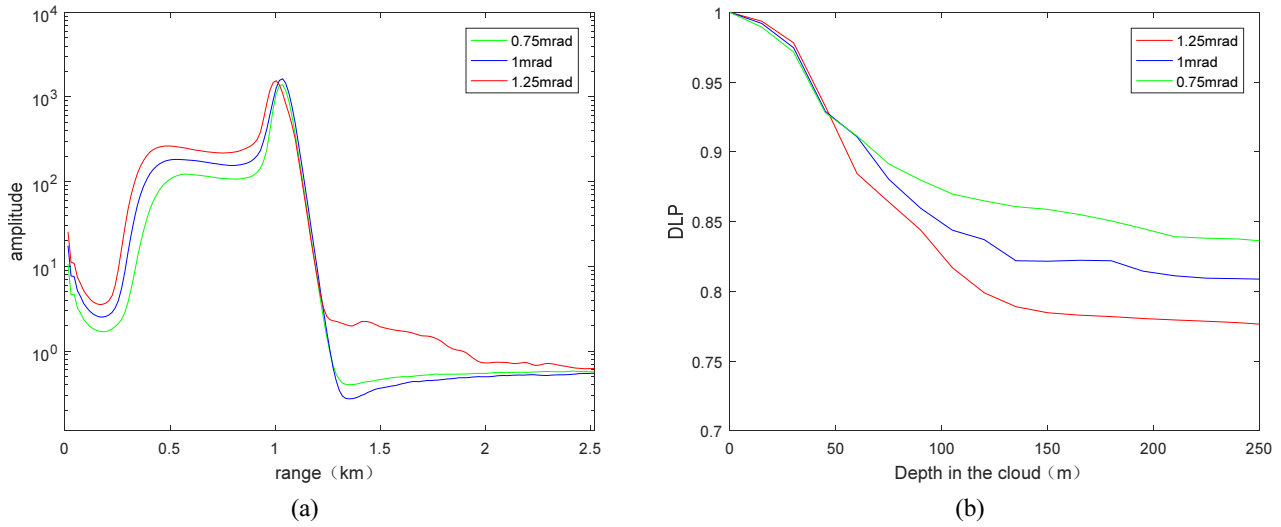 10^4
10^3
10^2
10^1
10^0
amplitude
0.75mrad
1mrad
1.25mrad
0
0.5
1
1.5
2
2.5
range（km）
(a)
1
0.95
0.9
0.85
0.8
0.75
0.7
DLP
1.25mrad
1mrad
0.75mrad
0
50
100
150
200
250
Depth in the cloud（m）
(b)